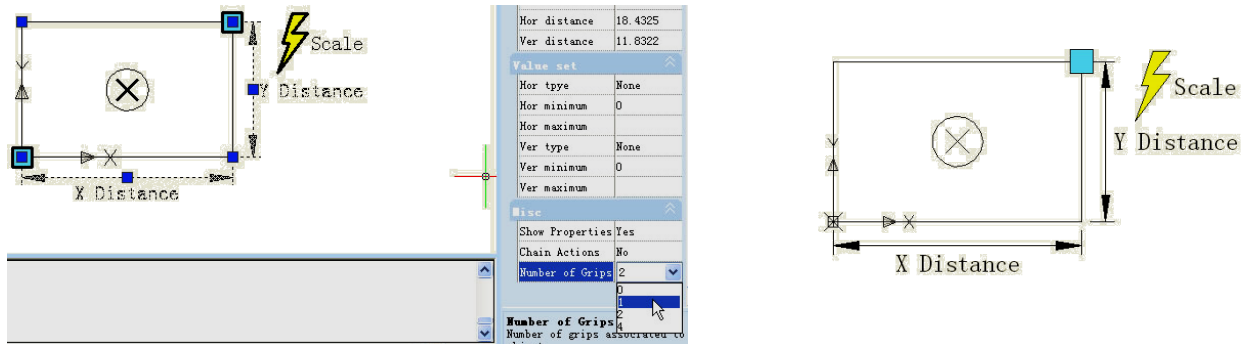 Scale
Y Distance
X
Y
X Distance
Hor distance 18.4325
Ver distance 11.8322
Value set
Hor tpye None
Hor minimum 0
Hor maximum
Ver type None
Ver minimum 0
Ver maximum
Misc
Show Properties Yes
Chain Actions No
Number of Grips 2
0
1
2
4
Number of Grips
Number of grips associated to
Scale
Y Distance
Y
X
X Distance